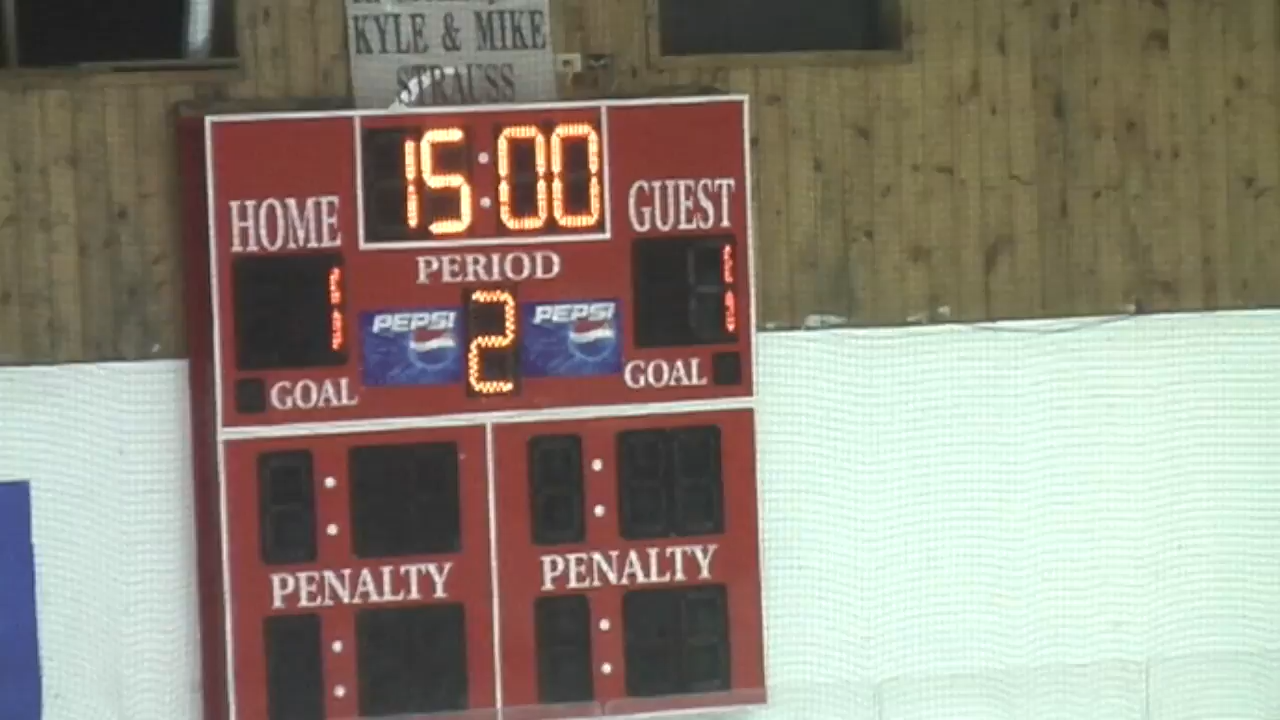 KYLE & MIKE
STRAUSS
15:00
HOME
GUEST
1
PERIOD
1
PEPSI
2
PEPSI
GOAL
GOAL
PENALTY
PENALTY